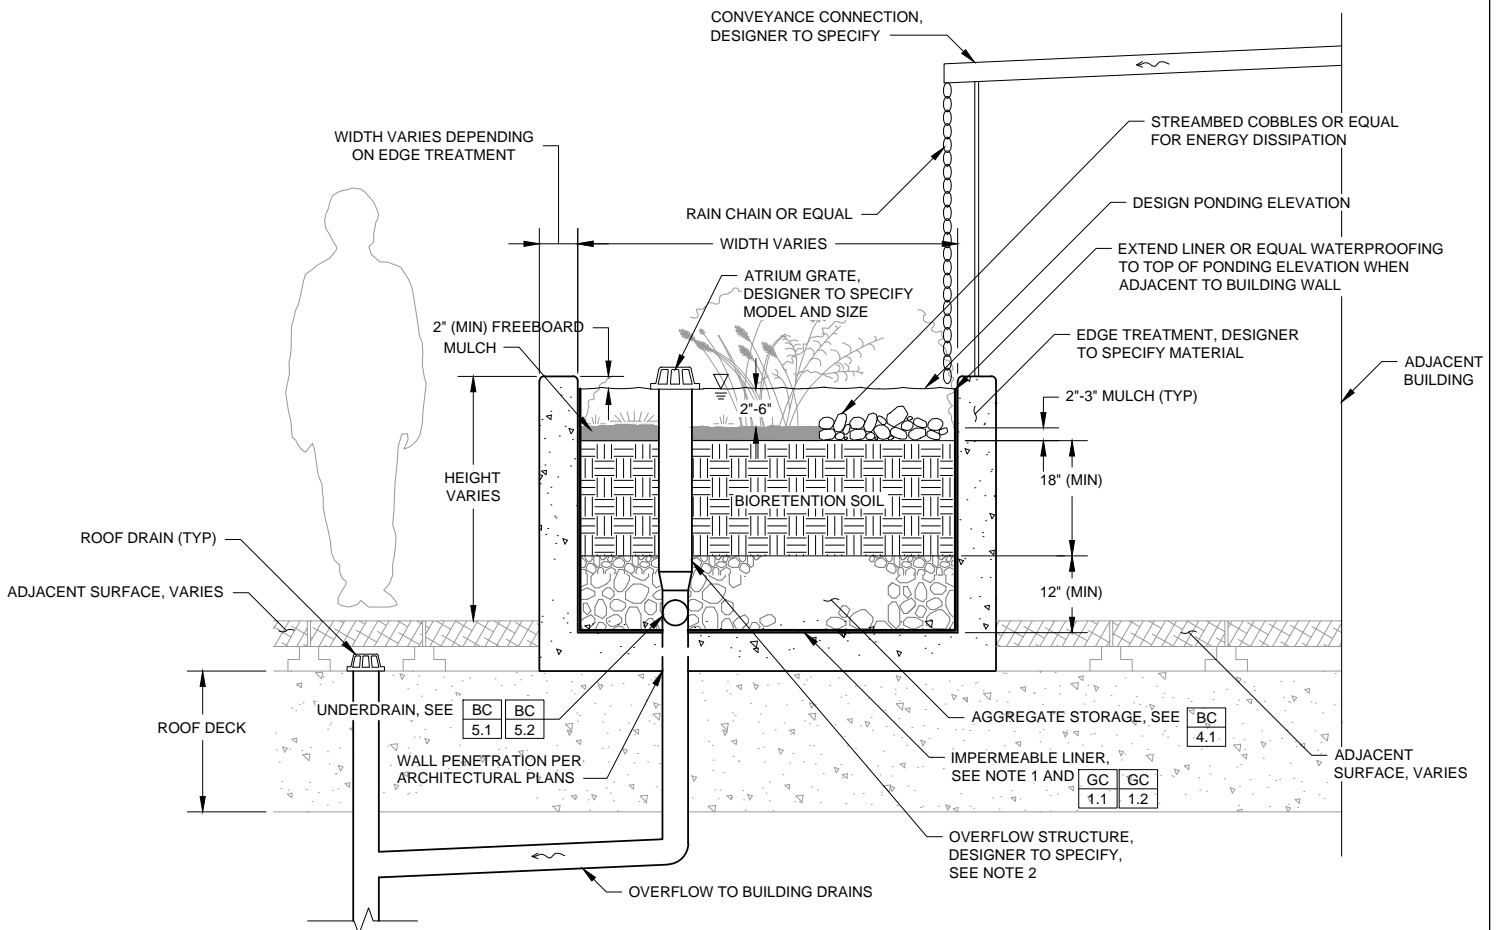 CONVEYANCE CONNECTION,
DESIGNER TO SPECIFY
STREAMBED COBBLES OR EQUAL
FOR ENERGY DISSIPATION
WIDTH VARIES DEPENDING
ON EDGE TREATMENT
RAIN CHAIN OR EQUAL
DESIGN PONDING ELEVATION
WIDTH VARIES
EXTEND LINER OR EQUAL WATERPROOFING
TO TOP OF PONDING ELEVATION WHEN
ADJACENT TO BUILDING WALL
ATRIUM GRATE,
DESIGNER TO SPECIFY
MODEL AND SIZE
2" (MIN) FREEBOARD
MULCH
EDGE TREATMENT, DESIGNER
TO SPECIFY MATERIAL
ADJACENT
BUILDING
2"-3" MULCH (TYP)
2"-6"
HEIGHT
VARIES
18" (MIN)
BIORETENTION SOIL
ROOF DRAIN (TYP)
ADJACENT SURFACE, VARIES
12" (MIN)
UNDERDRAIN, SEE
BC
5.1
BC
5.2
AGGREGATE STORAGE, SEE
BC
4.1
ROOF DECK
WALL PENETRATION PER
ARCHITECTURAL PLANS
IMPERMEABLE LINER,
SEE NOTE 1 AND
GC
1.1
GC
1.2
ADJACENT
SURFACE, VARIES
OVERFLOW STRUCTURE,
DESIGNER TO SPECIFY,
SEE NOTE 2
OVERFLOW TO BUILDING DRAINS